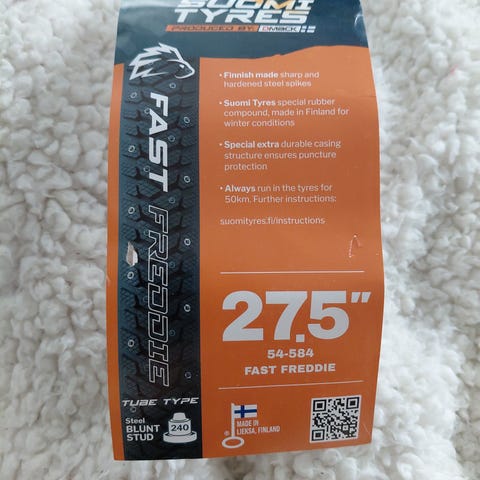 SUOMI
TYRES
PRODUCED BY: DMACK
FAST FREDDIE
• Finnish made sharp and
hardened steel spikes
• Suomi Tyres special rubber
compound, made in Finland for
winter conditions
• Special extra durable casing
structure ensures puncture
protection
• Always run in the tyres for
50km. Further instructions:
suomityres.fi/instructions
27.5"
54-584
FAST FREDDIE
TUBE TYPE
Steel
BLUNT
STUD
240
MADE IN
LIEKSA, FINLAND